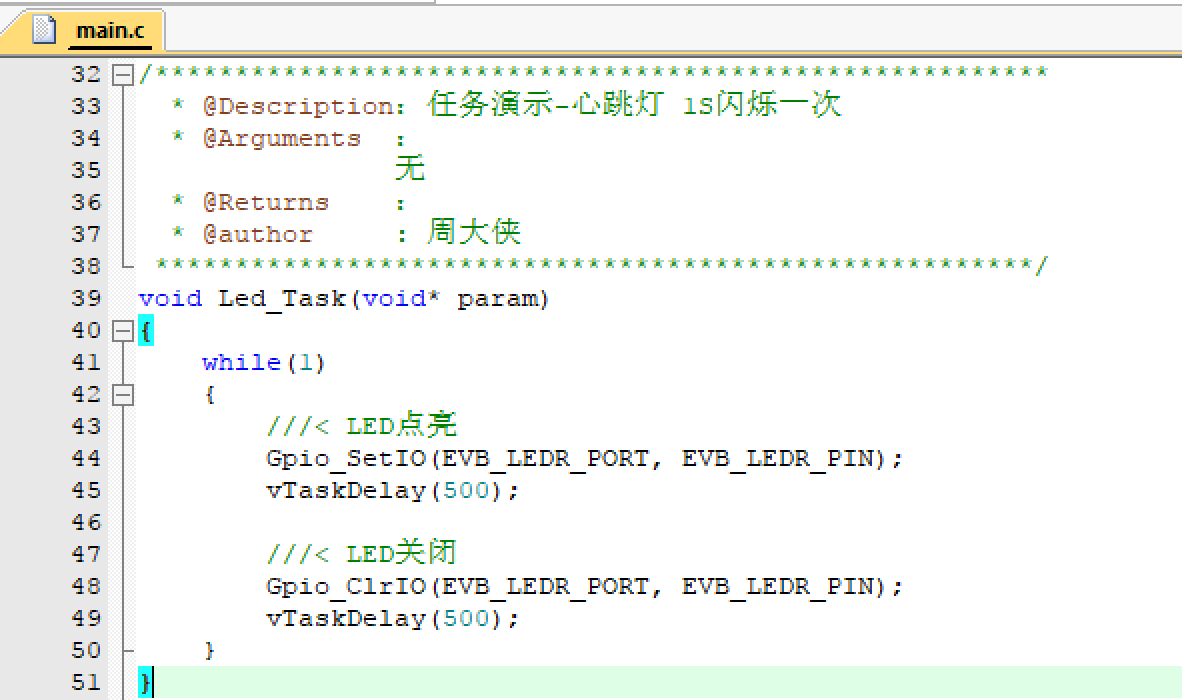 main.c
32 /********************************************************
33 * @Description: 任务演示-心跳灯 1S闪烁一次
34 * @Arguments :
35 无
36 * @Returns :
37 * @author : 周大侠
38 *******************************************************/
39 void Led_Task(void* param)
40 {
41 while(1)
42 {
43 ///< LED点亮
44 Gpio_SetIO(EVB_LEDR_PORT, EVB_LEDR_PIN);
45 vTaskDelay(500);
46
47 ///< LED关闭
48 Gpio_ClrIO(EVB_LEDR_PORT, EVB_LEDR_PIN);
49 vTaskDelay(500);
50 }
51 }